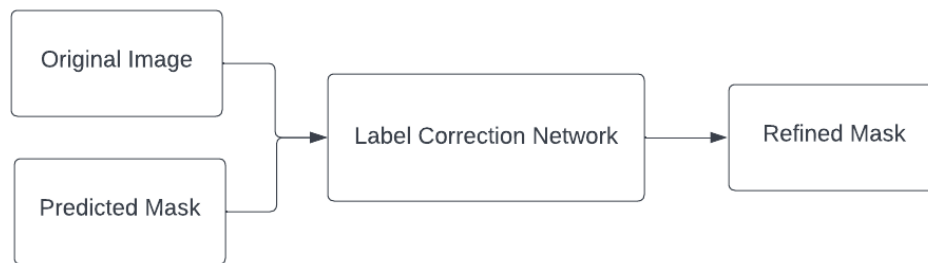 Original Image
Predicted Mask
Label Correction Network
Refined Mask